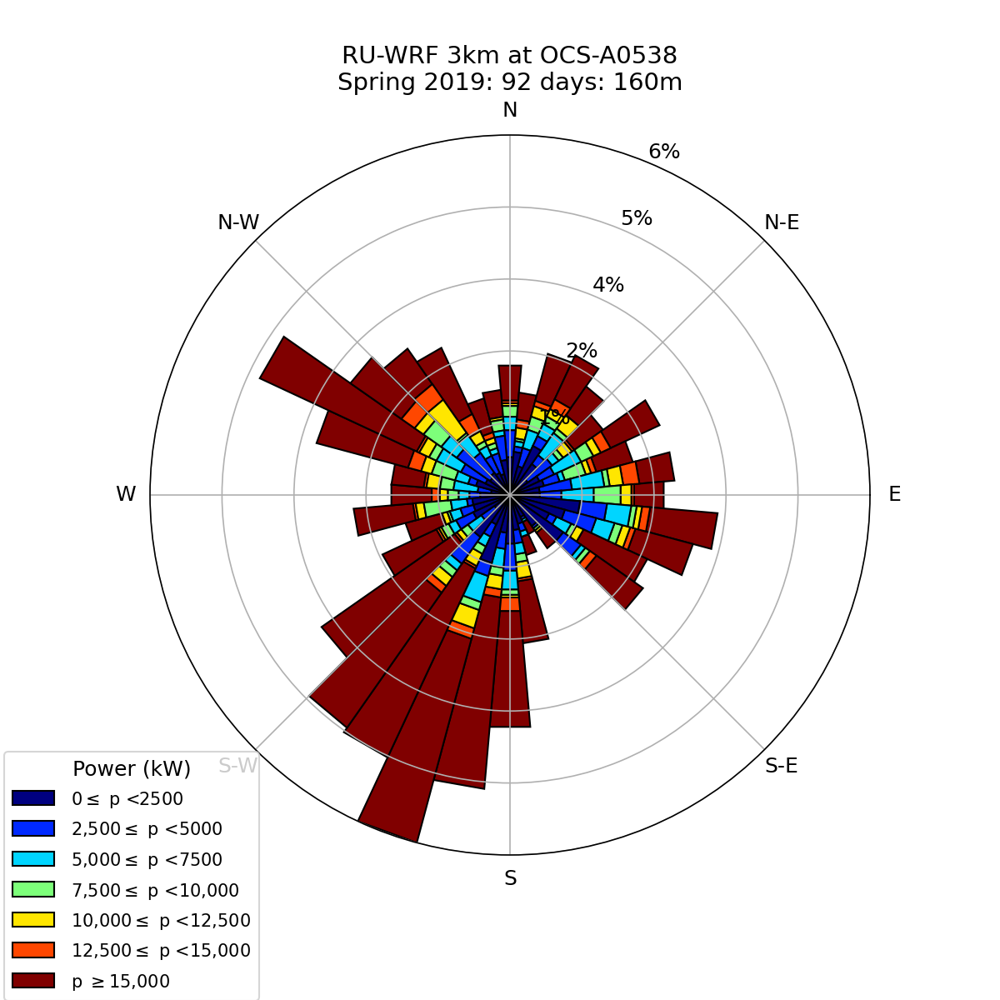 RU-WRF 3km at OCS-A0538
Spring 2019: 92 days: 160m
N
6%
N-W
N-E
5%
4%
2%
1%
W
E
S-W
S-E
S
Power (kW)
0≤ p <2500
2,500≤ p <5000
5,000≤ p <7500
7,500≤ p <10,000
10,000≤ p <12,500
12,500≤ p <15,000
p ≥15,000